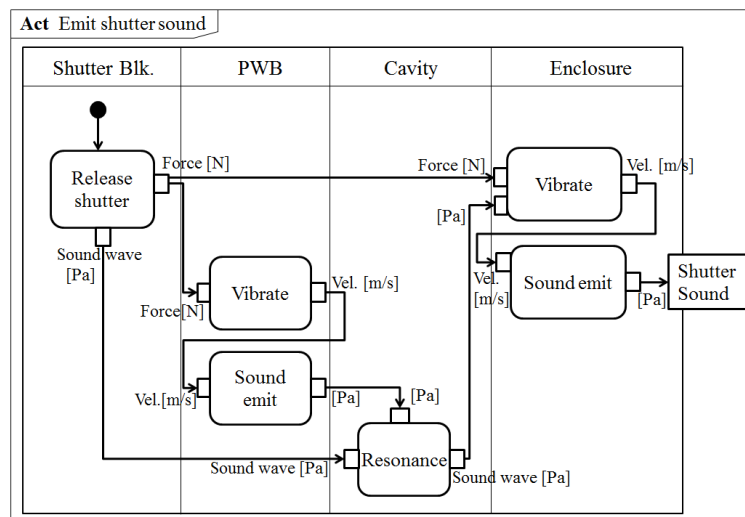 Act Emit shutter sound
Shutter Blk.
PWB
Cavity
Enclosure
Release
shutter
Force [N]
Sound wave
[Pa]
Force [N]
[Pa]
Vibrate
Vel. [m/s]
Force[N]
Vibrate
Vel. [m/s]
Vel.
[m/s]
Sound emit
[Pa]
Shutter
Sound
Vel.[m/s]
Sound
emit
[Pa]
[Pa]
Sound wave [Pa]
Resonance
Sound wave [Pa]